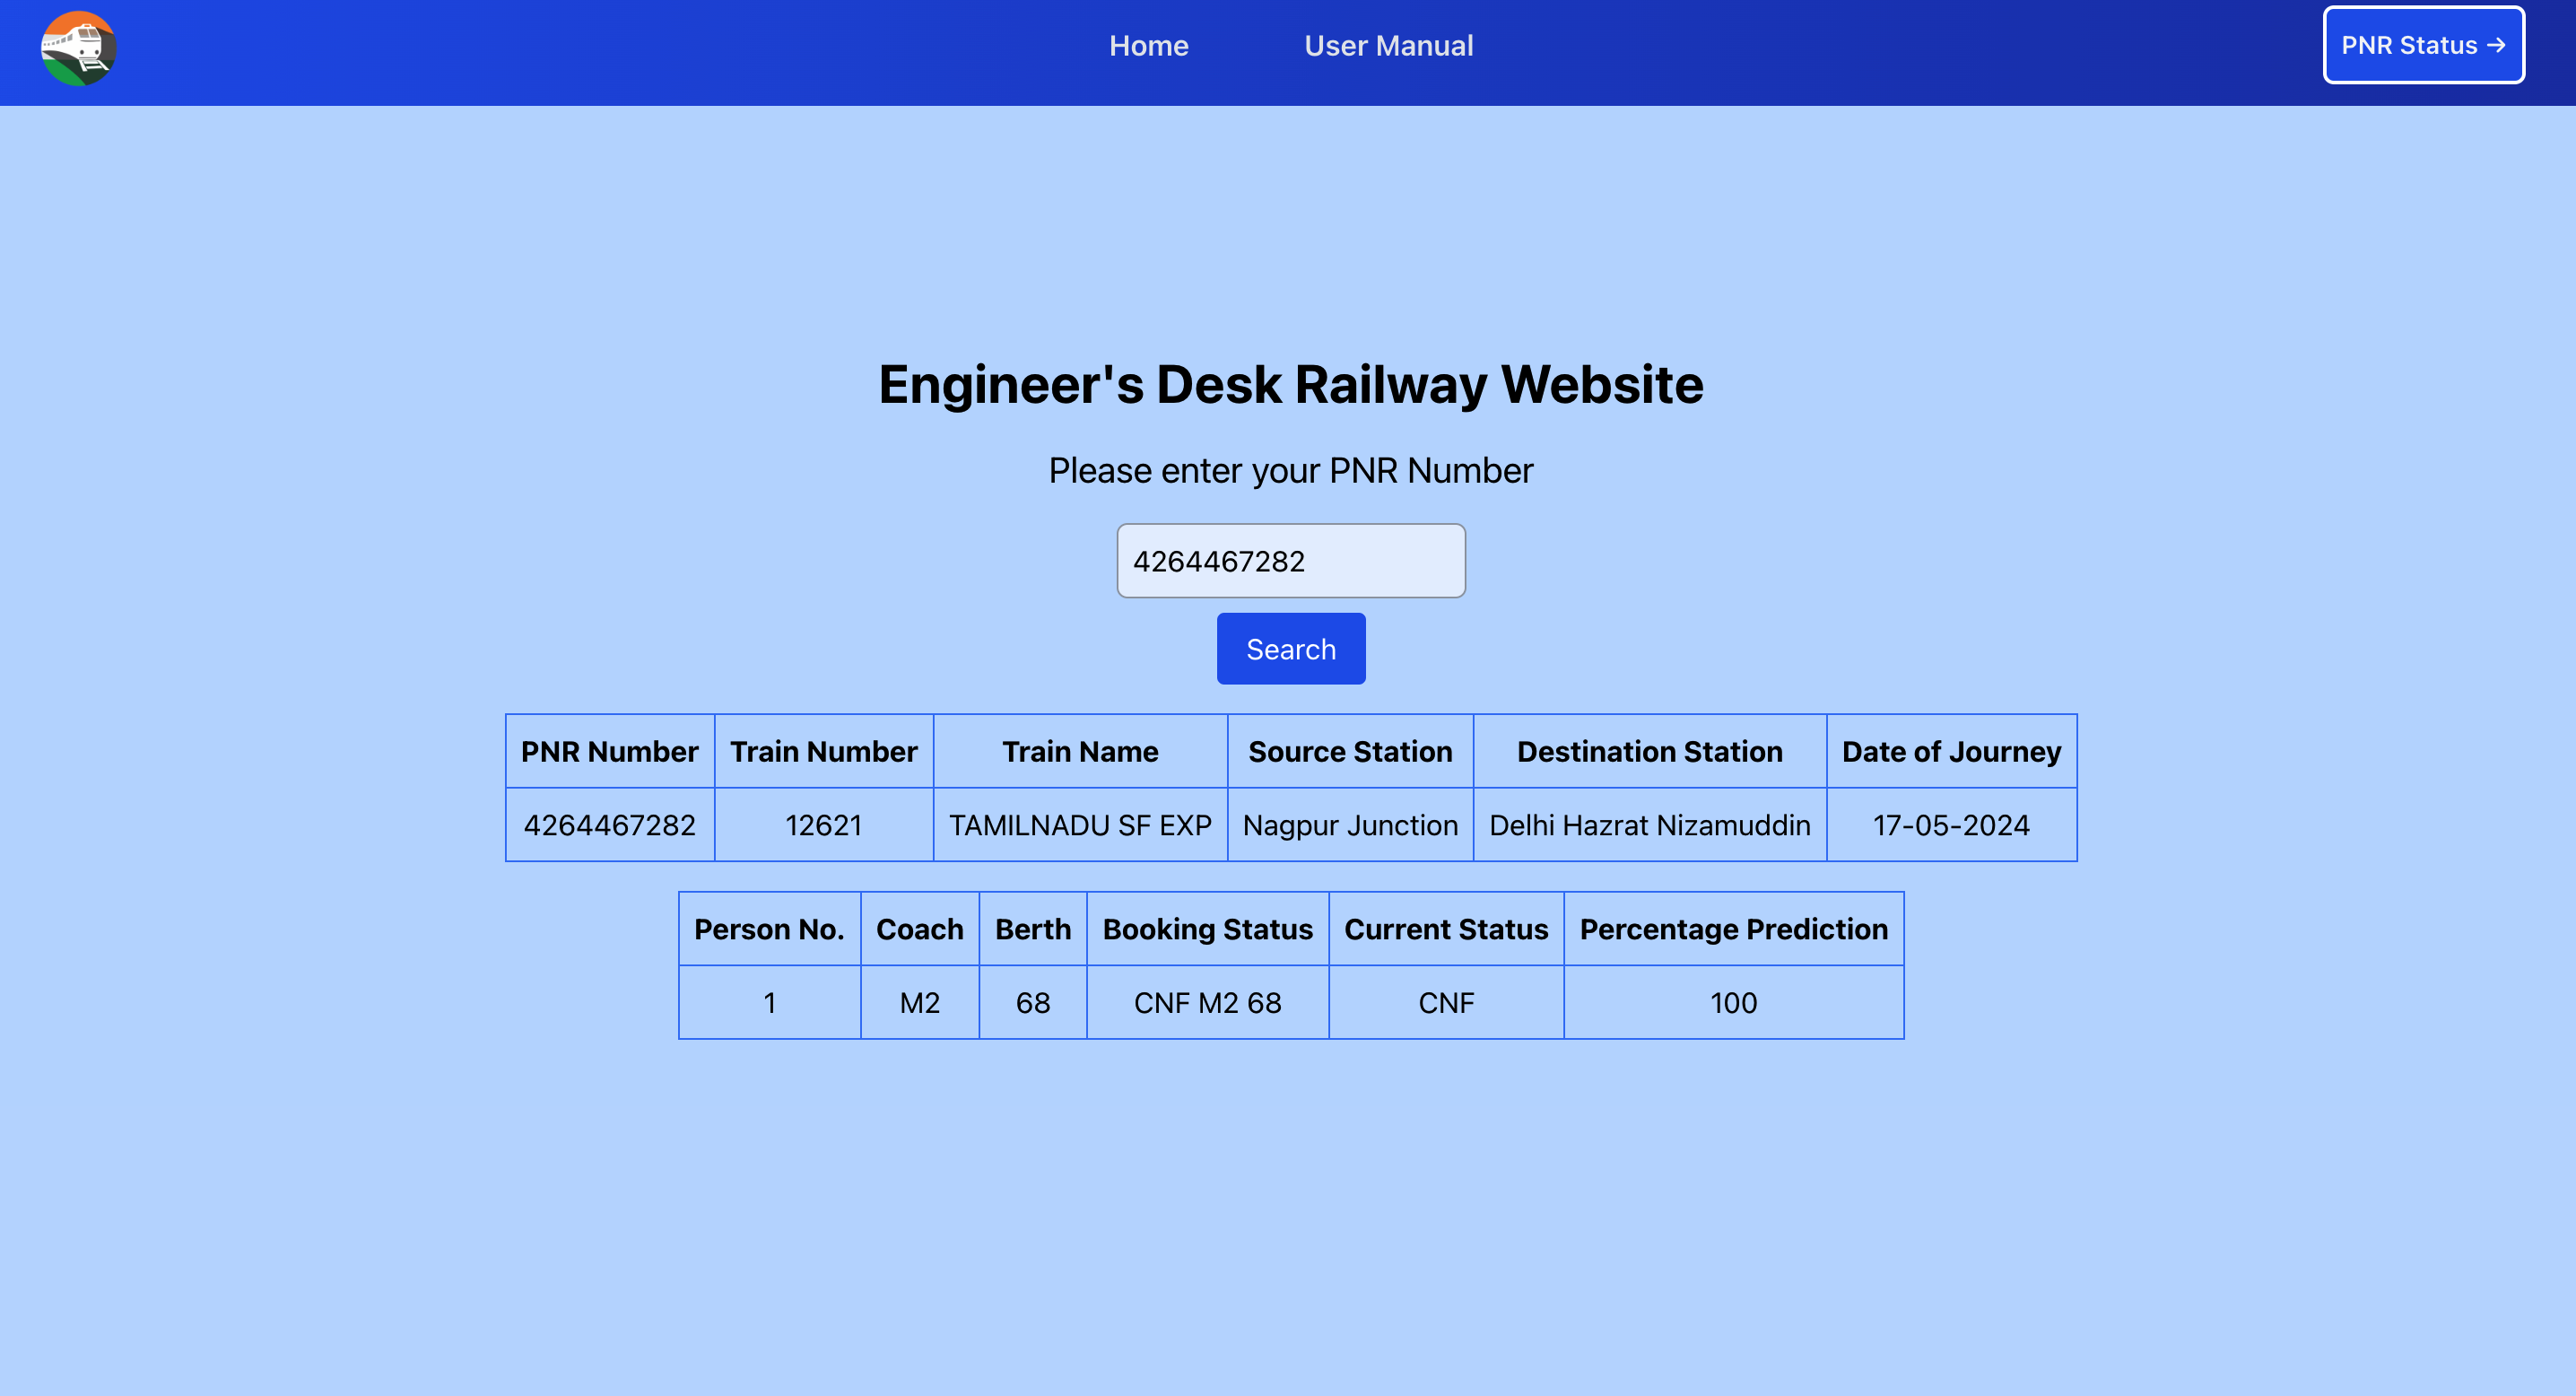 Home User Manual PNR Status →
Engineer's Desk Railway Website
Please enter your PNR Number
4264467282
Search
PNR Number Train Number Train Name Source Station Destination Station Date of Journey
4264467282 12621 TAMILNADU SF EXP Nagpur Junction Delhi Hazrat Nizamuddin 17-05-2024
Person No. Coach Berth Booking Status Current Status Percentage Prediction
1 M2 68 CNF M2 68 CNF 100